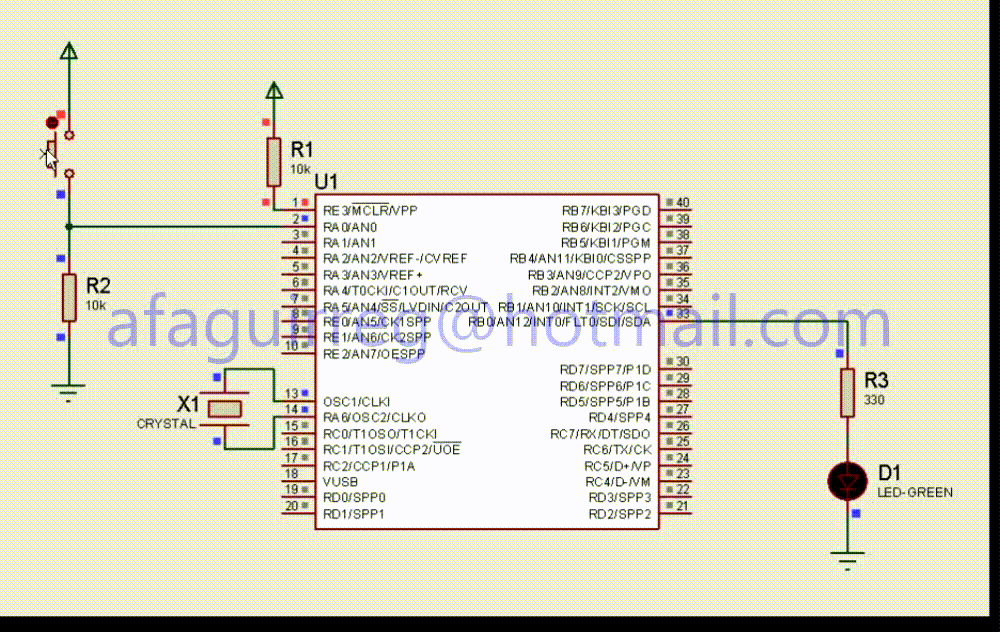 R1
10k
U1
R2
10k
X1
CRYSTAL
1 RE3/MCLR/VPP
2 RA0/AN0
3 RA1/AN1
4 RA2/AN2/VREF-/CVREF
5 RA3/AN3/VREF+
6 RA4/T0CKI/C1OUT/RCV
7 RA5/AN4/SS/LVDIN/C2OUT
8 RE0/AN5/CK1SPP
9 RE1/AN6/CK2SPP
10 RE2/AN7/OESPP
13 OSC1/CLKI
14 RA6/OSC2/CLKO
15 RC0/T1OSO/T1CKI
16 RC1/T1OSI/CCP2/UOE
17 RC2/CCP1/P1A
18 VUSB
19 RD0/SPP0
20 RD1/SPP1
RB7/KBI3/PGD 40
RB6/KBI2/PGC 39
RB5/KBI1/PGM 38
RB4/AN11/KBI0/CSSPP 37
RB3/AN9/CCP2/VPO 36
RB2/AN8/INT2/VMO 35
RB1/AN10/INT1/SCK/SCL 34
RB0/AN12/INT0/FLT0/SDI/SDA 33
RD7/SPP7/P1D 30
RD6/SPP6/P1C 29
RD5/SPP5/P1B 28
RD4/SPP4 27
RC7/RX/DT/SDO 26
RC6/TX/CK 25
RC5/D+/VP 24
RC4/D-/VM 23
RD3/SPP3 22
RD2/SPP2 21
R3
330
D1
LED-GREEN
afaguirreg@hotmail.com